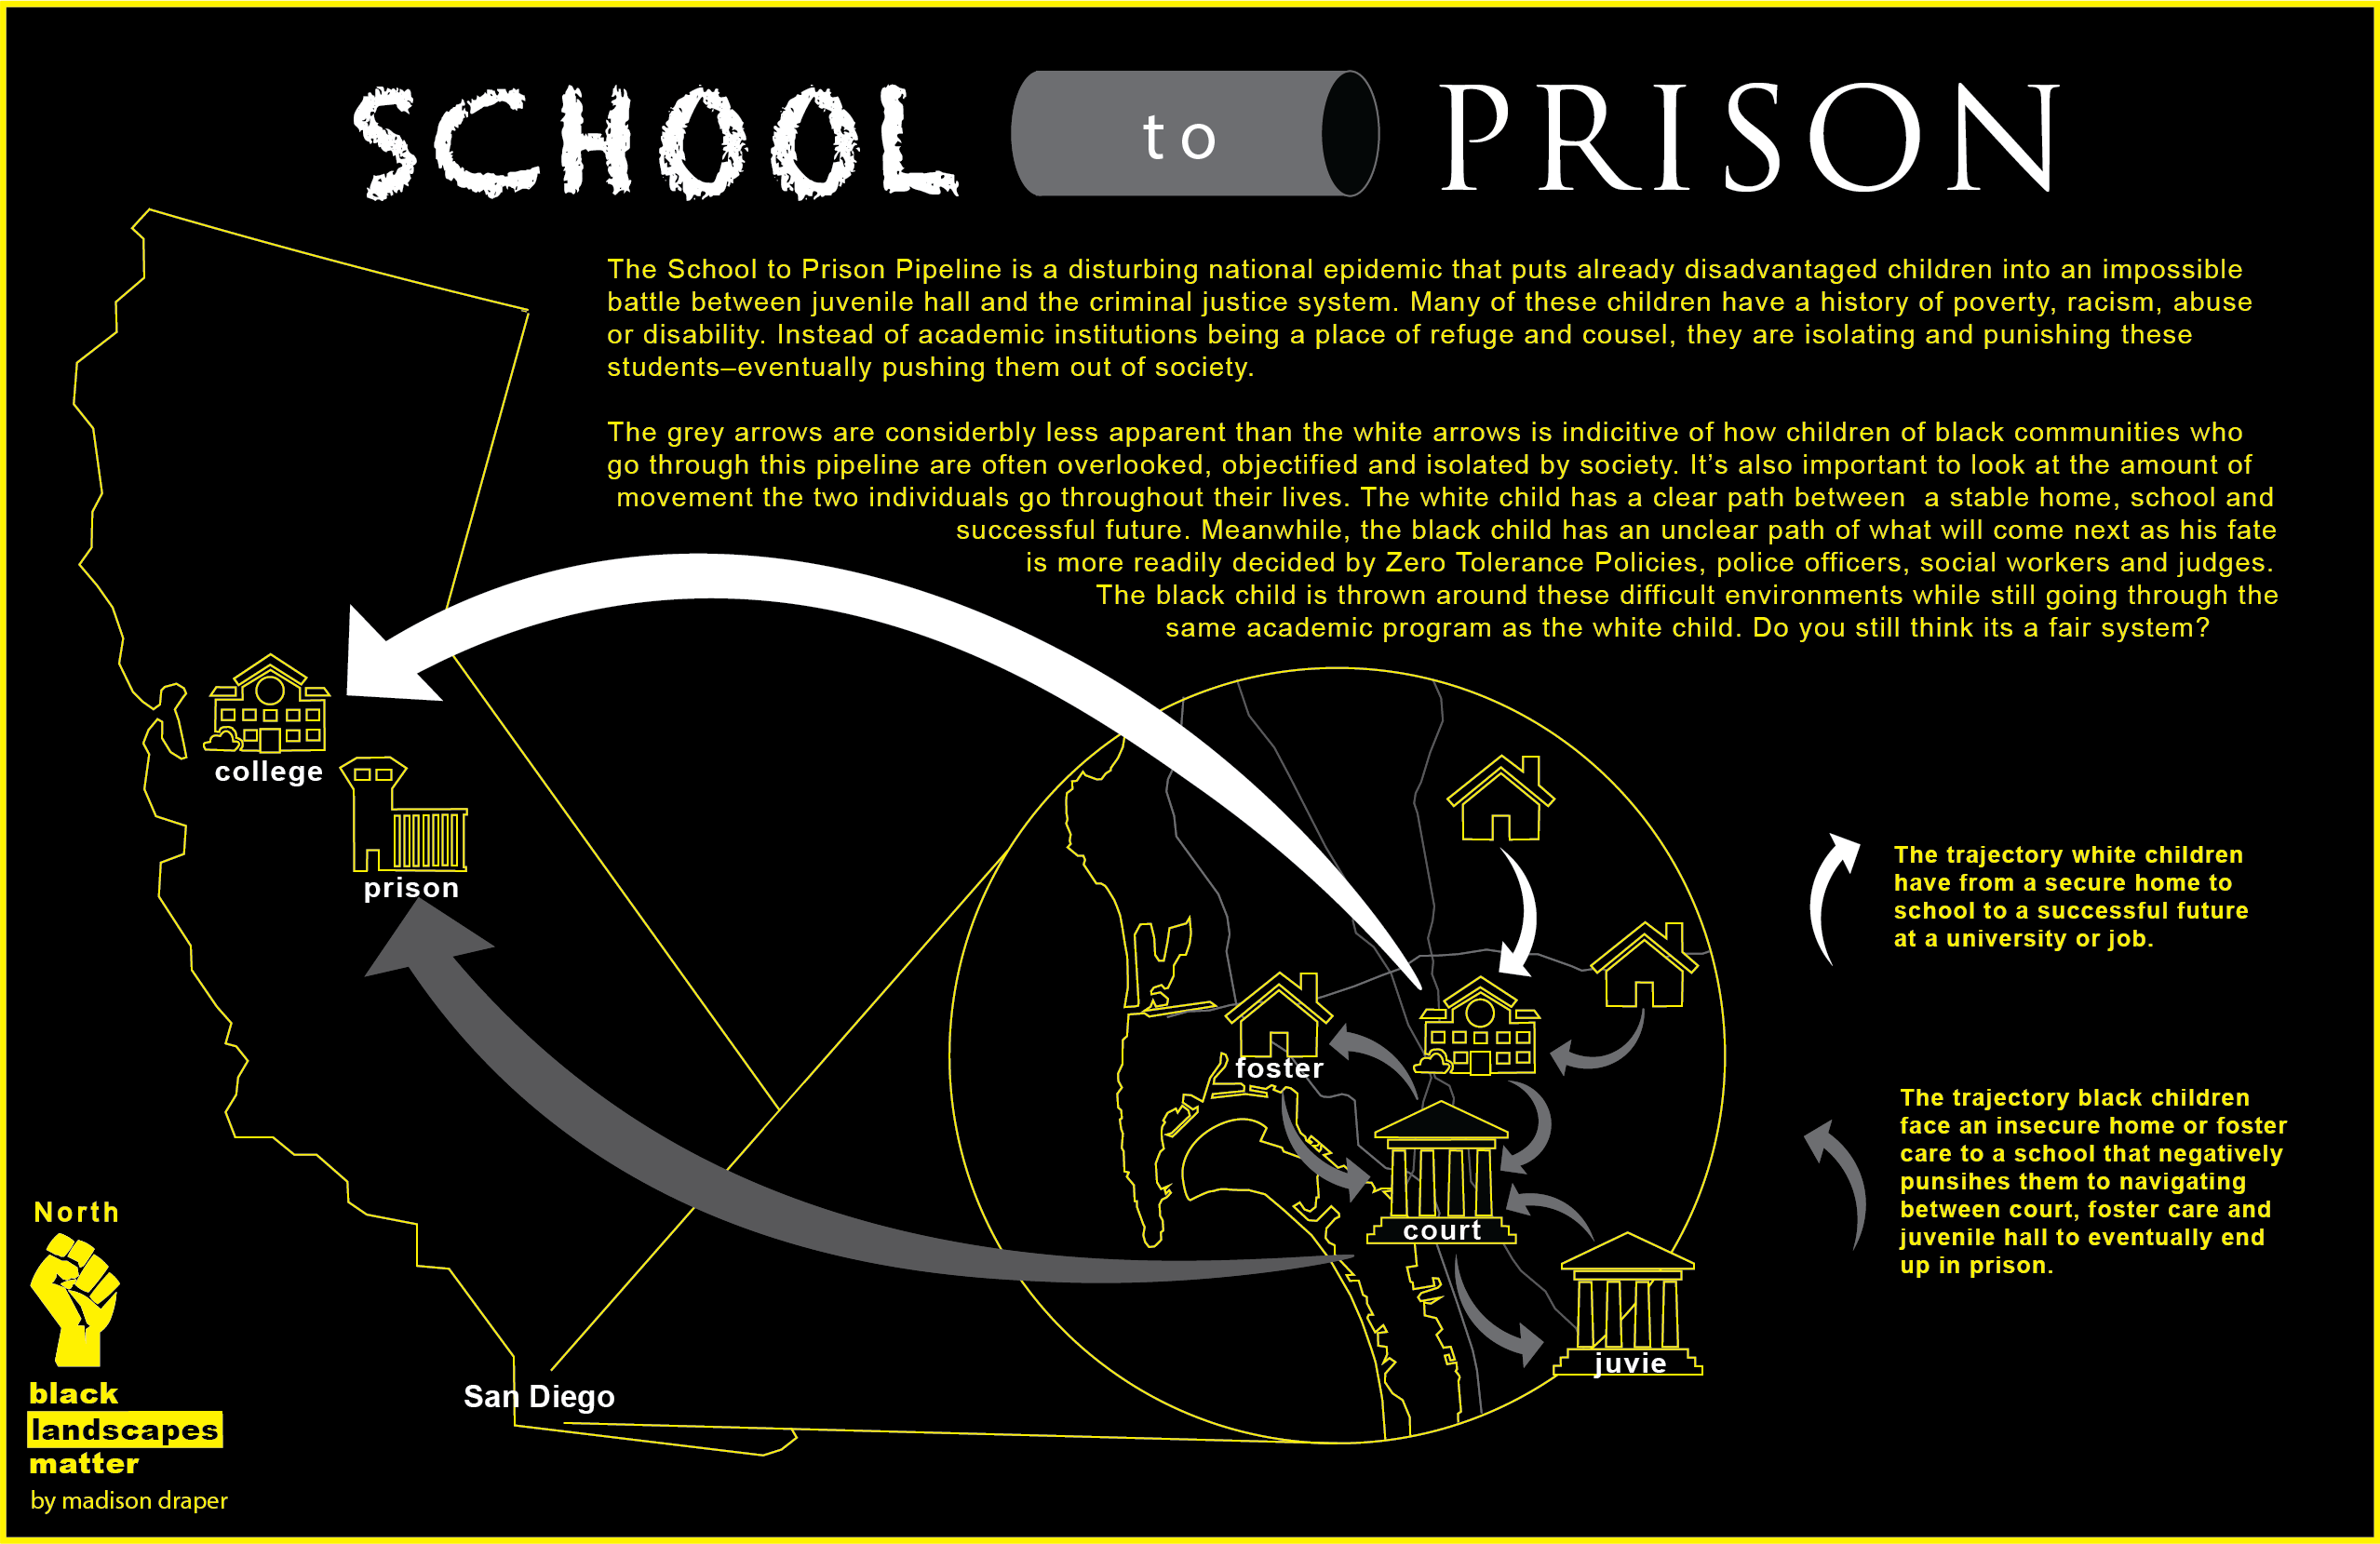 SCHOOL to PRISON
The School to Prison Pipeline is a disturbing national epidemic that puts already disadvantaged children into an impossible
battle between juvenile hall and the criminal justice system. Many of these children have a history of poverty, racism, abuse
or disability. Instead of academic institutions being a place of refuge and cousel, they are isolating and punishing these
students–eventually pushing them out of society.
The grey arrows are considerbly less apparent than the white arrows is indicitive of how children of black communities who
go through this pipeline are often overlooked, objectified and isolated by society. It’s also important to look at the amount of
movement the two individuals go throughout their lives. The white child has a clear path between a stable home, school and
successful future. Meanwhile, the black child has an unclear path of what will come next as his fate
is more readily decided by Zero Tolerance Policies, police officers, social workers and judges.
The black child is thrown around these difficult environments while still going through the
same academic program as the white child. Do you still think its a fair system?
college
prison
foster
court
juvie
San Diego
The trajectory white children
have from a secure home to
school to a successful future
at a university or job.
The trajectory black children
face an insecure home or foster
care to a school that negatively
punsihes them to navigating
between court, foster care and
juvenile hall to eventually end
up in prison.
North
black
landscapes
matter
by madison draper